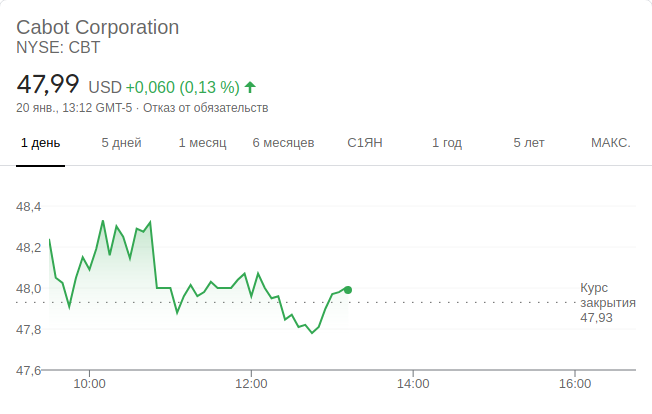 Cabot Corporation
NYSE: CBT
47,99 USD +0,060 (0,13 %)
20 янв., 13:12 GMT-5 · Отказ от обязательств
1 день 5 дней 1 месяц 6 месяцев С1ЯН 1 год 5 лет МАКС.
48,4
48,2
48,0
47,8
47,6
Курс
закрытия
47,93
10:00 12:00 14:00 16:00